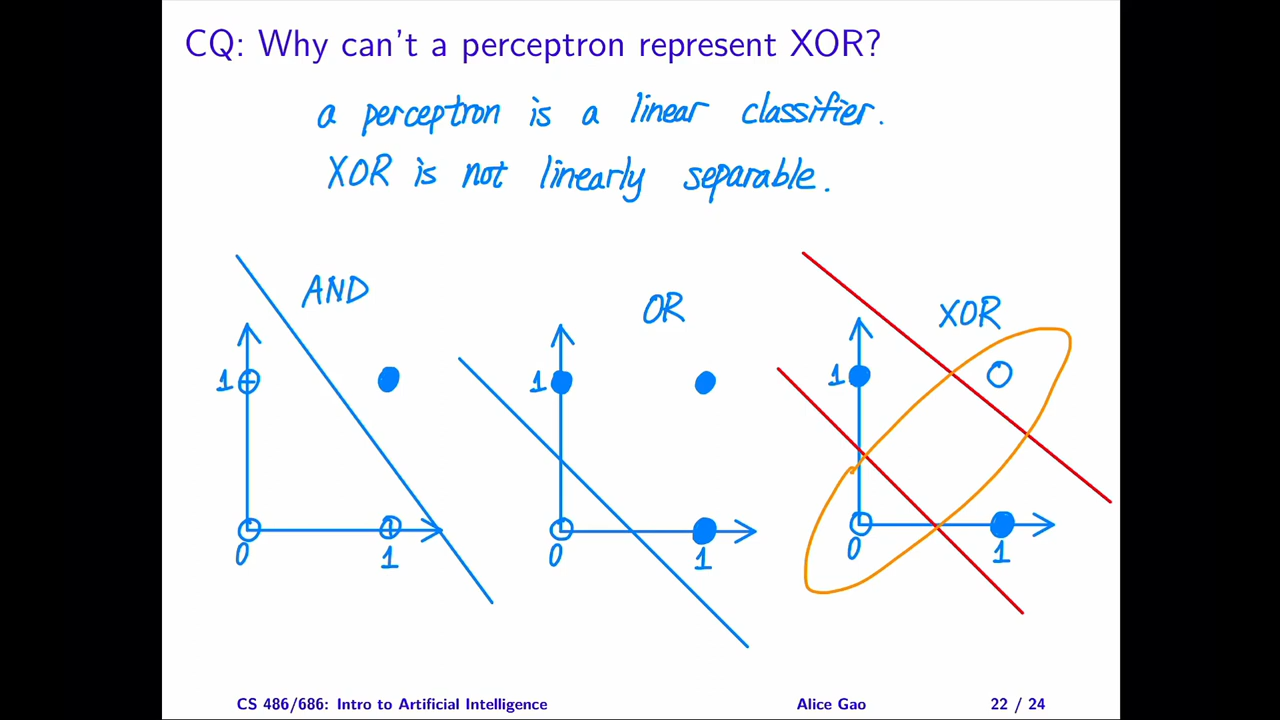 CQ: Why can't a perceptron represent XOR?
a perceptron is a linear classifier.
XOR is not linearly separable.
AND
OR
XOR
1
1
1
0
1
0
1
0
1
CS 486/686: Intro to Artificial Intelligence
Alice Gao
22 / 24